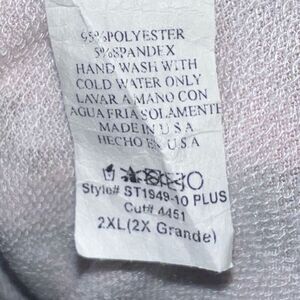 95%POLYESTER
5%SPANDEX
HAND WASH WITH
COLD WATER ONLY
LAVAR A MANO CON
AGUA FRIA SOLAMENTE
MADE IN U S A
HECHO EN U S A
Style# ST1949-10 PLUS
Cut# 4451
2XL(2X Grande)